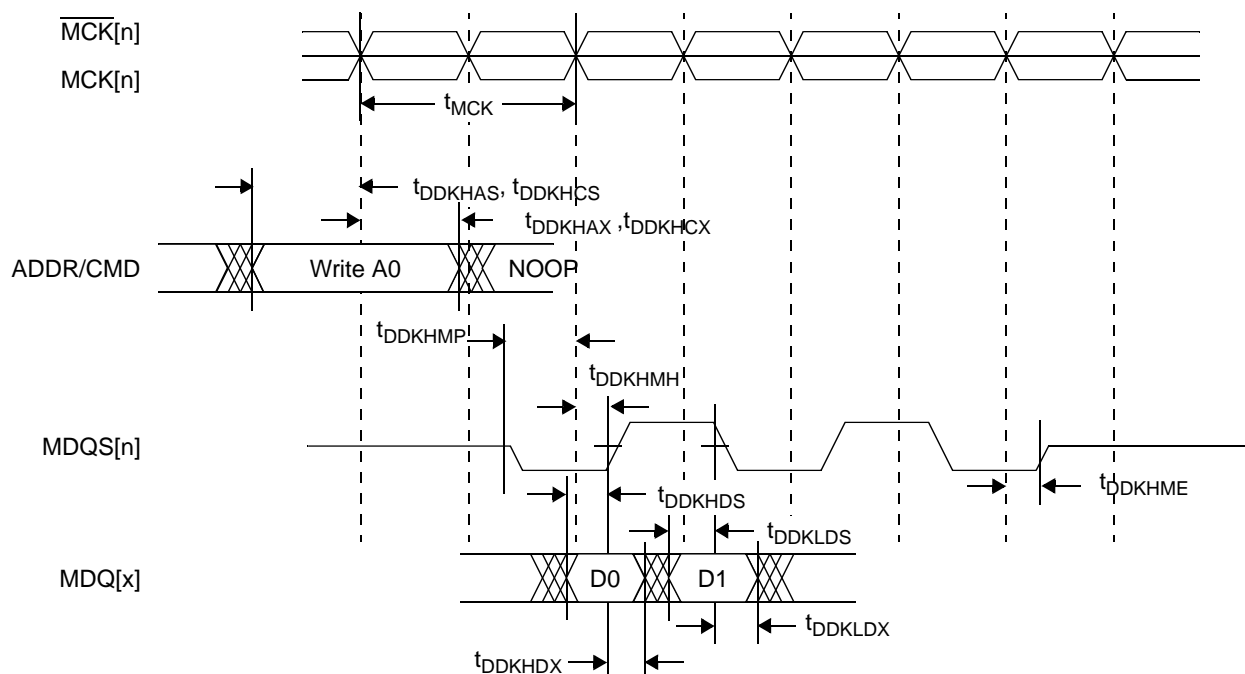 MCK[n]
MCK[n]
tMCK
tDDKHAS, tDDKHCS
tDDKHAX ,tDDKHCX
ADDR/CMD Write A0 NOOP
tDDKHMP
tDDKHMH
MDQS[n]
tDDKHME
tDDKHDS
tDDKLDS
MDQ[x] D0 D1
tDDKLDX
tDDKHDX